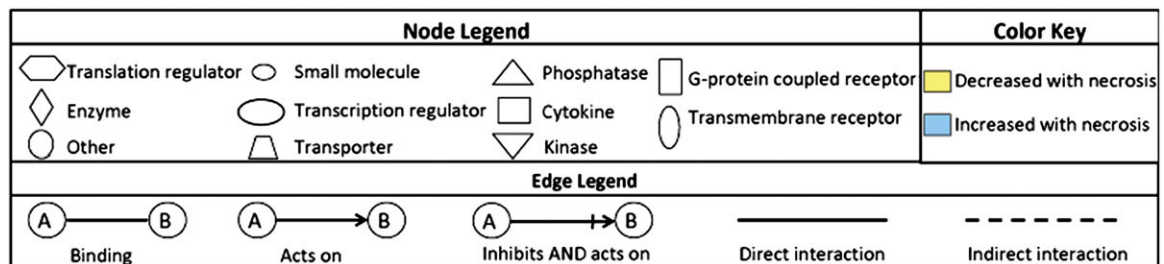 Node Legend
Color Key
Translation regulator
Small molecule
Phosphatase
G-protein coupled receptor
Decreased with necrosis
Enzyme
Transcription regulator
Cytokine
Transmembrane receptor
Increased with necrosis
Other
Transporter
Kinase
Edge Legend
A B
A B
A B
Binding
Acts on
Inhibits AND acts on
Direct interaction
Indirect interaction